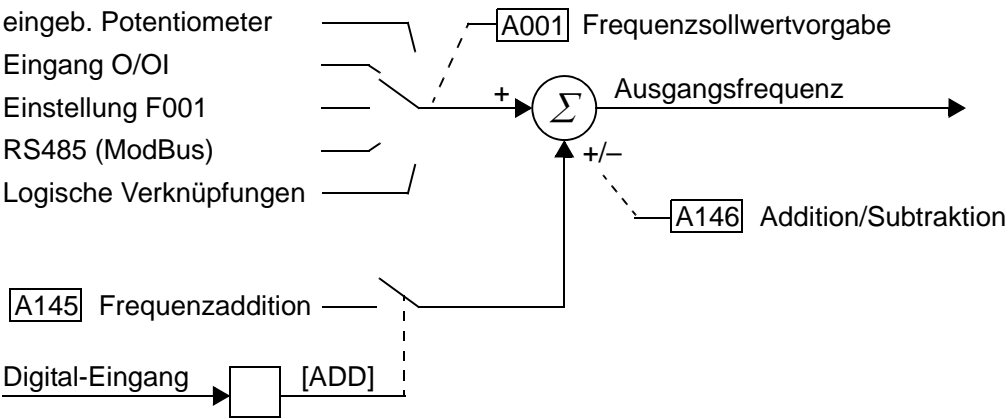 eingeb. Potentiometer
A001 Frequenzsollwertvorgabe
Eingang O/OI
Einstellung F001
+
Σ
Ausgangsfrequenz
RS485 (ModBus)
+/–
Logische Verknüpfungen
A146 Addition/Subtraktion
A145 Frequenzaddition
Digital-Eingang
[ADD]